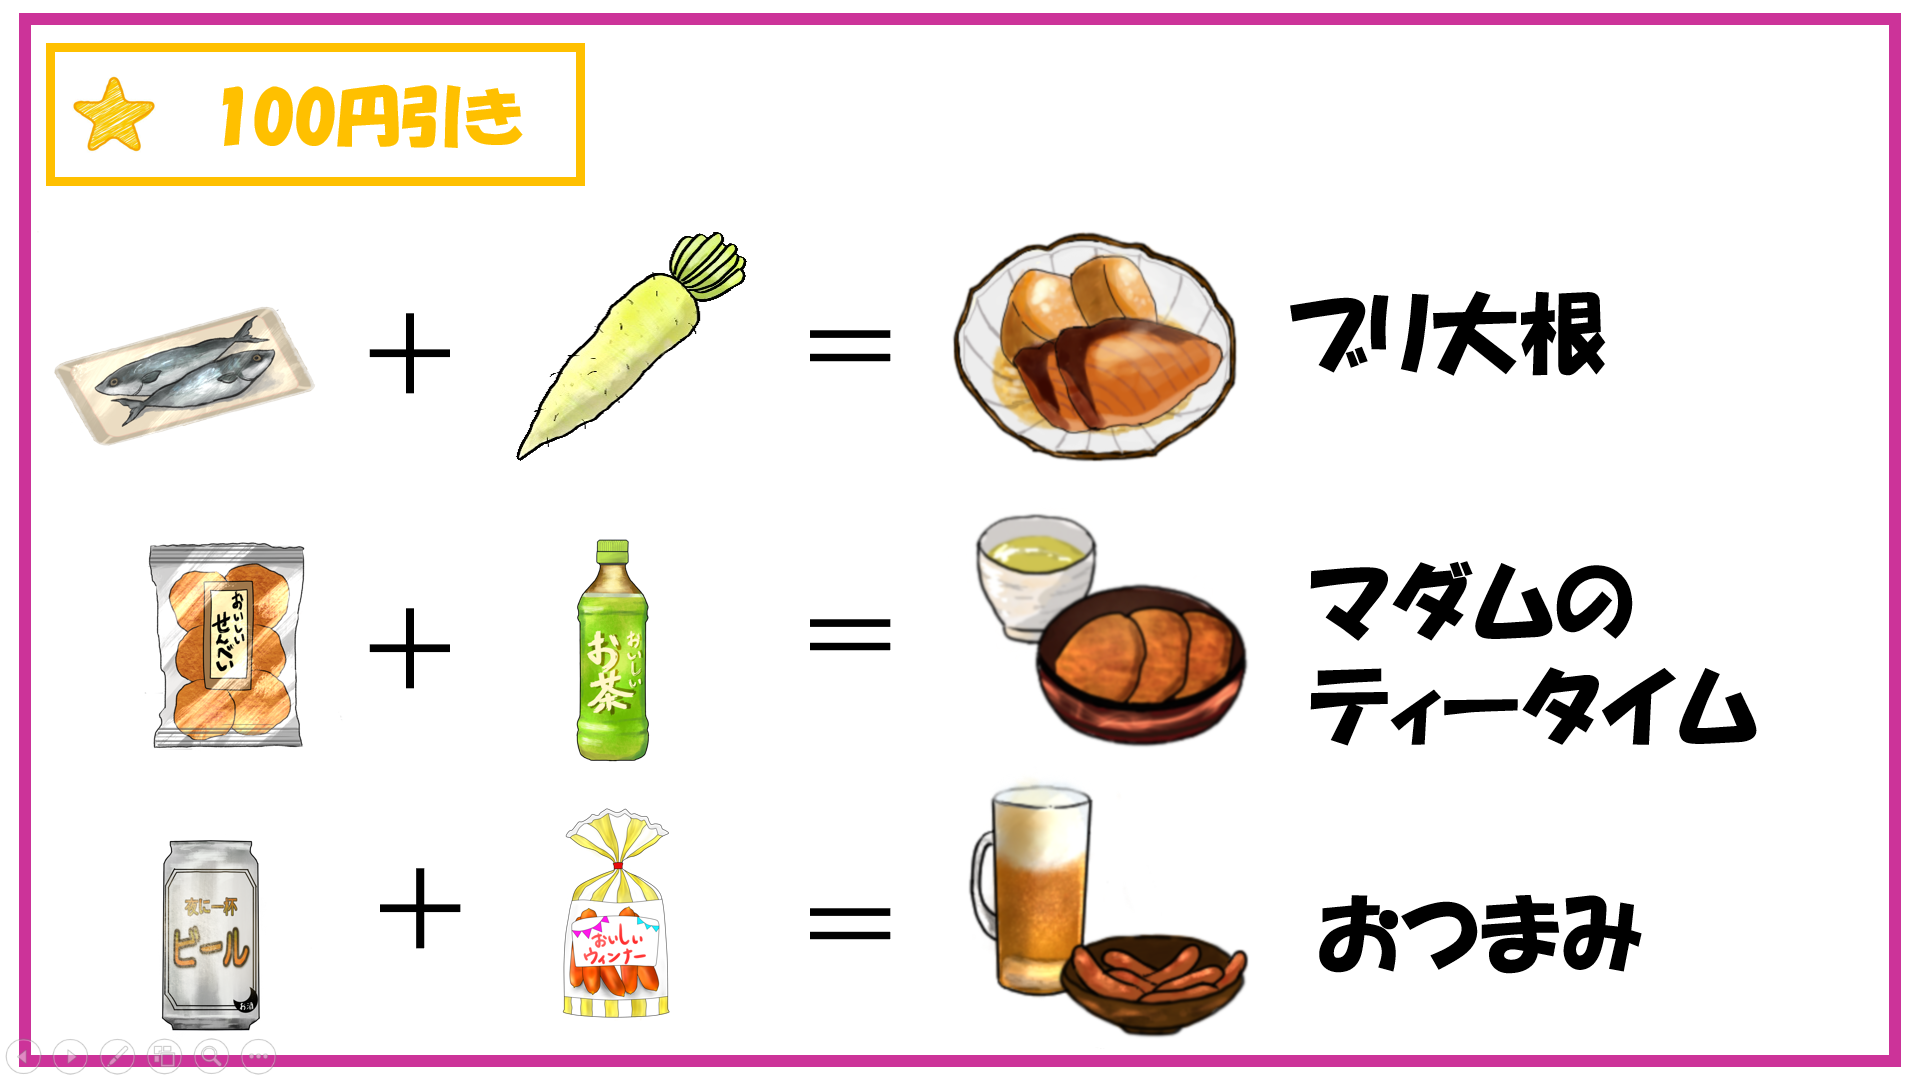 100円引き
ブリ大根
おいしい
せんべい
おいしい
お茶
マダムの
ティータイム
夜に一杯
ビール
お酒
おいしい
ウィンナー
おつまみ